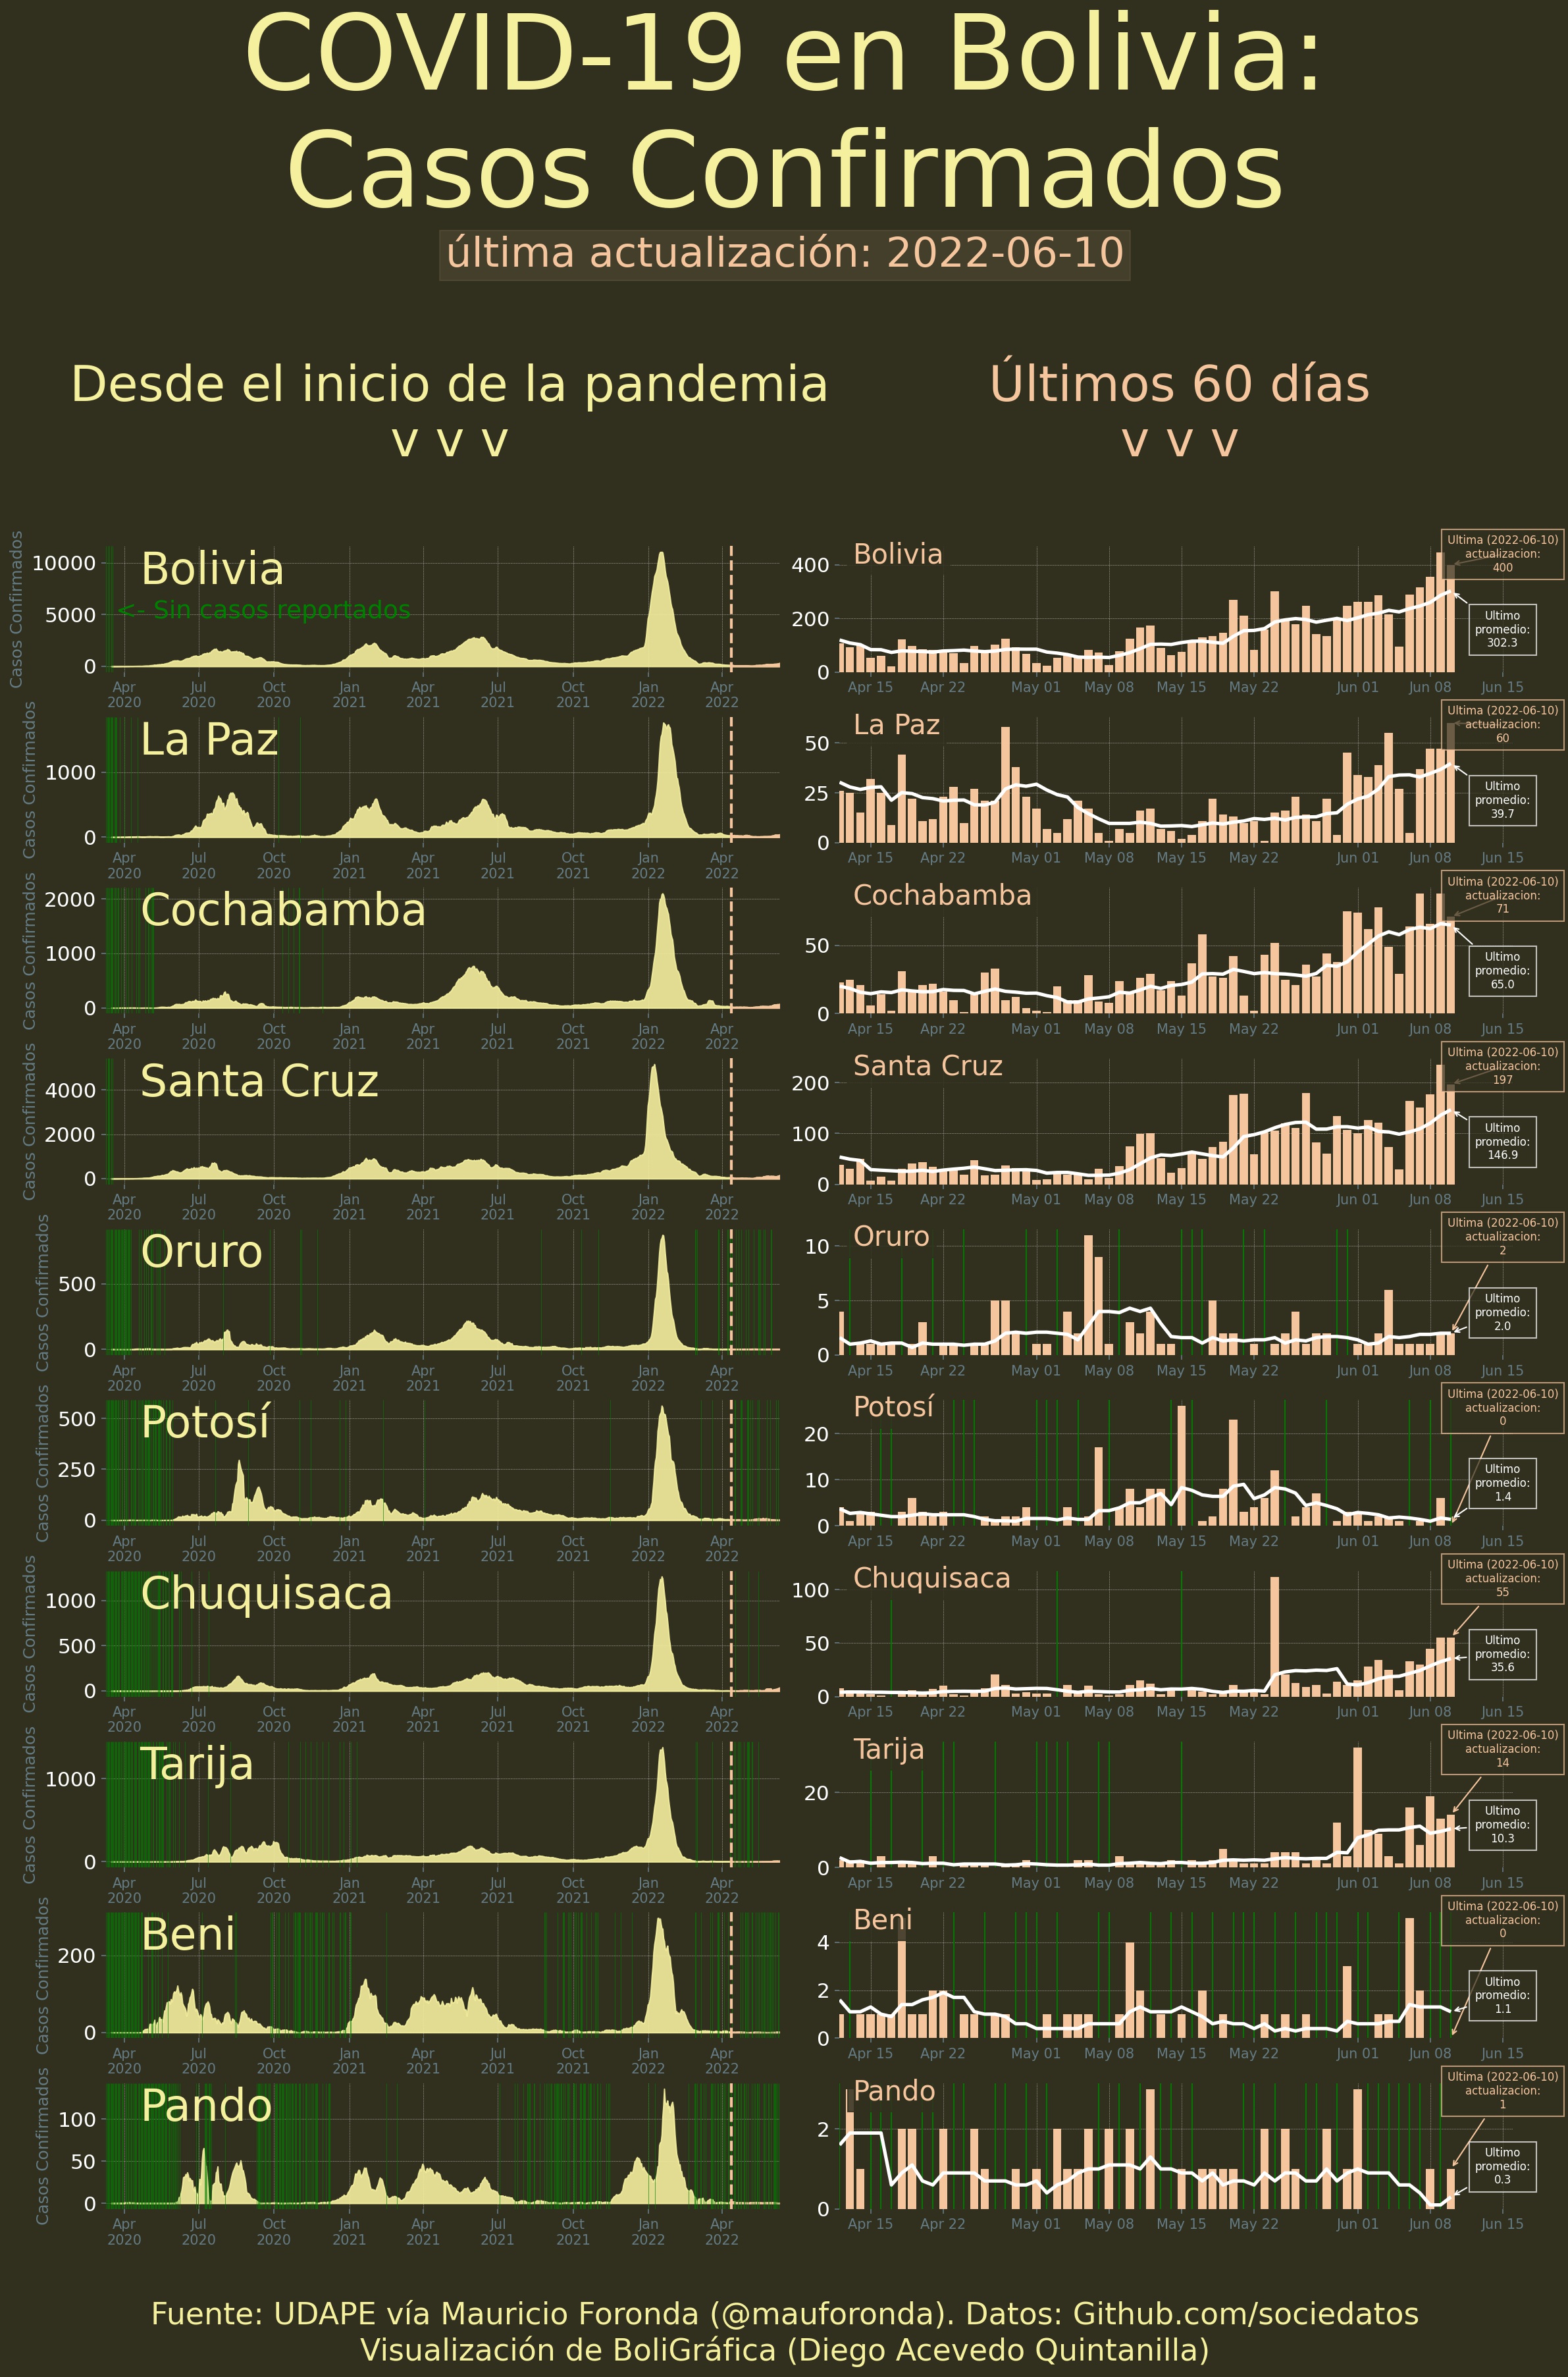 COVID-19 en Bolivia:
Casos Confirmados
última actualización: 2022-06-10
Desde el inicio de la pandemia
v v v
Últimos 60 días
v v v
Casos Confirmados
10000
5000
0
Bolivia
<- Sin casos reportados
Apr Jul Oct Jan Apr Jul Oct Jan Apr
2020 2020 2020 2021 2021 2021 2021 2022 2022
400
200
0
Bolivia
Ultima (2022-06-10)
actualizacion:
400
Ultimo
promedio:
302.3
Apr 15 Apr 22 May 01 May 08 May 15 May 22 Jun 01 Jun 08 Jun 15
Casos Confirmados
1000
0
La Paz
Apr Jul Oct Jan Apr Jul Oct Jan Apr
2020 2020 2020 2021 2021 2021 2021 2022 2022
50
25
0
La Paz
Ultima (2022-06-10)
actualizacion:
60
Ultimo
promedio:
39.7
Apr 15 Apr 22 May 01 May 08 May 15 May 22 Jun 01 Jun 08 Jun 15
Casos Confirmados
2000
1000
0
Cochabamba
Apr Jul Oct Jan Apr Jul Oct Jan Apr
2020 2020 2020 2021 2021 2021 2021 2022 2022
50
0
Cochabamba
Ultima (2022-06-10)
actualizacion:
71
Ultimo
promedio:
65.0
Apr 15 Apr 22 May 01 May 08 May 15 May 22 Jun 01 Jun 08 Jun 15
Casos Confirmados
4000
2000
0
Santa Cruz
Apr Jul Oct Jan Apr Jul Oct Jan Apr
2020 2020 2020 2021 2021 2021 2021 2022 2022
200
100
0
Santa Cruz
Ultima (2022-06-10)
actualizacion:
197
Ultimo
promedio:
146.9
Apr 15 Apr 22 May 01 May 08 May 15 May 22 Jun 01 Jun 08 Jun 15
Casos Confirmados
500
0
Oruro
Apr Jul Oct Jan Apr Jul Oct Jan Apr
2020 2020 2020 2021 2021 2021 2021 2022 2022
10
5
0
Oruro
Ultima (2022-06-10)
actualizacion:
2
Ultimo
promedio:
2.0
Apr 15 Apr 22 May 01 May 08 May 15 May 22 Jun 01 Jun 08 Jun 15
Casos Confirmados
500
250
0
Potosí
Apr Jul Oct Jan Apr Jul Oct Jan Apr
2020 2020 2020 2021 2021 2021 2021 2022 2022
20
10
0
Potosí
Ultima (2022-06-10)
actualizacion:
0
Ultimo
promedio:
1.4
Apr 15 Apr 22 May 01 May 08 May 15 May 22 Jun 01 Jun 08 Jun 15
Casos Confirmados
1000
500
0
Chuquisaca
Apr Jul Oct Jan Apr Jul Oct Jan Apr
2020 2020 2020 2021 2021 2021 2021 2022 2022
100
50
0
Chuquisaca
Ultima (2022-06-10)
actualizacion:
55
Ultimo
promedio:
35.6
Apr 15 Apr 22 May 01 May 08 May 15 May 22 Jun 01 Jun 08 Jun 15
Casos Confirmados
1000
0
Tarija
Apr Jul Oct Jan Apr Jul Oct Jan Apr
2020 2020 2020 2021 2021 2021 2021 2022 2022
20
0
Tarija
Ultima (2022-06-10)
actualizacion:
14
Ultimo
promedio:
10.3
Apr 15 Apr 22 May 01 May 08 May 15 May 22 Jun 01 Jun 08 Jun 15
Casos Confirmados
200
0
Beni
Apr Jul Oct Jan Apr Jul Oct Jan Apr
2020 2020 2020 2021 2021 2021 2021 2022 2022
4
2
0
Beni
Ultima (2022-06-10)
actualizacion:
0
Ultimo
promedio:
1.1
Apr 15 Apr 22 May 01 May 08 May 15 May 22 Jun 01 Jun 08 Jun 15
Casos Confirmados
100
50
0
Pando
Apr Jul Oct Jan Apr Jul Oct Jan Apr
2020 2020 2020 2021 2021 2021 2021 2022 2022
2
0
Pando
Ultima (2022-06-10)
actualizacion:
1
Ultimo
promedio:
0.3
Apr 15 Apr 22 May 01 May 08 May 15 May 22 Jun 01 Jun 08 Jun 15
Fuente: UDAPE vía Mauricio Foronda (@mauforonda). Datos: Github.com/sociedatos
Visualización de BoliGráfica (Diego Acevedo Quintanilla)